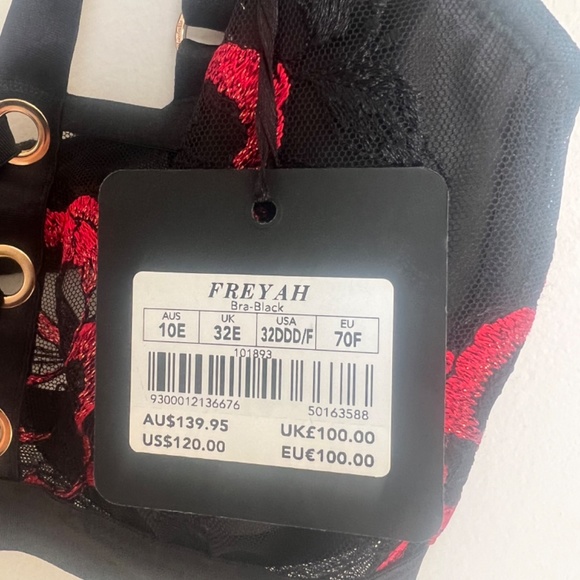 FREYAH
Bra-Black
AUS UK USA EU
10E 32E 32DDD/F 70F
101893
9300012136676 50163588
AU$139.95 UK£100.00
US$120.00 EU€100.00